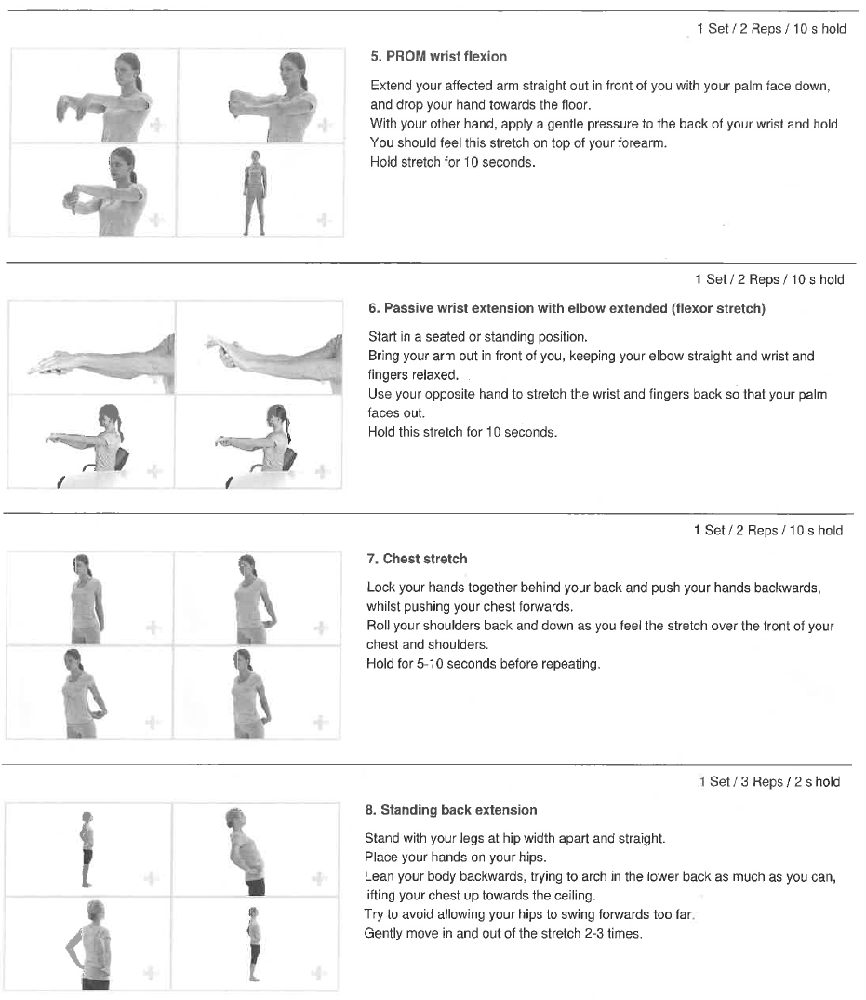 1 Set / 2 Reps / 10 s hold
5. PROM wrist flexion
Extend your affected arm straight out in front of you with your palm face down,
and drop your hand towards the floor.
With your other hand, apply a gentle pressure to the back of your wrist and hold.
You should feel this stretch on top of your forearm.
Hold stretch for 10 seconds.
1 Set / 2 Reps / 10 s hold
6. Passive wrist extension with elbow extended (flexor stretch)
Start in a seated or standing position.
Bring your arm out in front of you, keeping your elbow straight and wrist and
fingers relaxed.
Use your opposite hand to stretch the wrist and fingers back so that your palm
faces out.
Hold this stretch for 10 seconds.
1 Set / 2 Reps / 10 s hold
7. Chest stretch
Lock your hands together behind your back and push your hands backwards,
whilst pushing your chest forwards.
Roll your shoulders back and down as you feel the stretch over the front of your
chest and shoulders.
Hold for 5-10 seconds before repeating.
1 Set / 3 Reps / 2 s hold
8. Standing back extension
Stand with your legs at hip width apart and straight.
Place your hands on your hips.
Lean your body backwards, trying to arch in the lower back as much as you can,
lifting your chest up towards the ceiling.
Try to avoid allowing your hips to swing forwards too far.
Gently move in and out of the stretch 2-3 times.